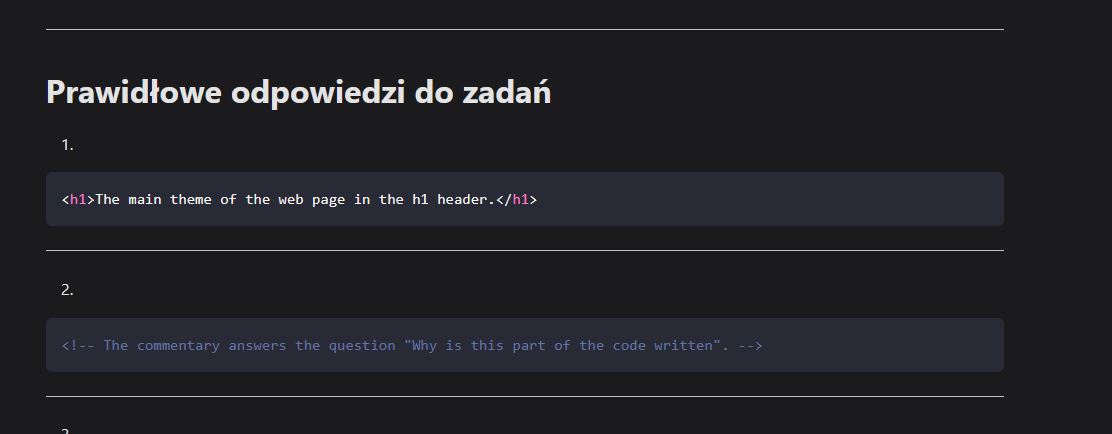 Prawidłowe odpowiedzi do zadań
1.
<h1>The main theme of the web page in the h1 header.</h1>
2.
<!-- The commentary answers the question "Why is this part of the code written". -->